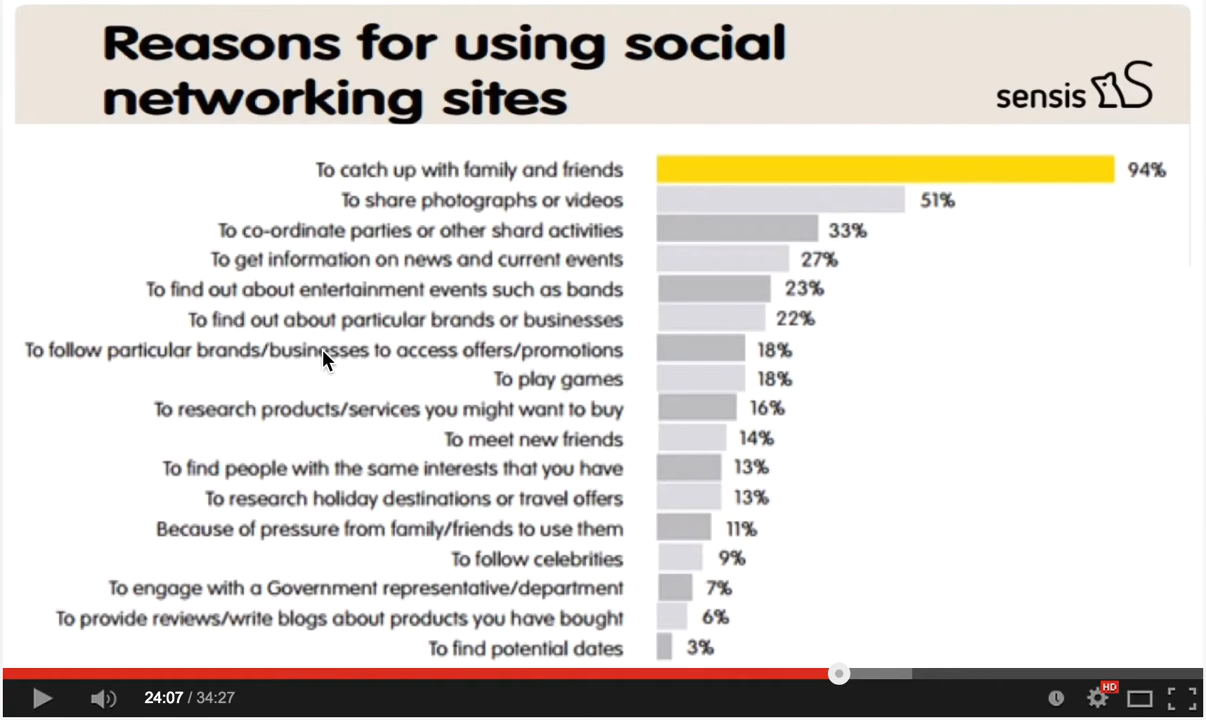 Reasons for using social
networking sites
sensis
To catch up with family and friends 94%
To share photographs or videos 51%
To co-ordinate parties or other shard activities 33%
To get information on news and current events 27%
To find out about entertainment events such as bands 23%
To find out about particular brands or businesses 22%
To follow particular brands/businesses to access offers/promotions 18%
To play games 18%
To research products/services you might want to buy 16%
To meet new friends 14%
To find people with the same interests that you have 13%
To research holiday destinations or travel offers 13%
Because of pressure from family/friends to use them 11%
To follow celebrities 9%
To engage with a Government representative/department 7%
To provide reviews/write blogs about products you have bought 6%
To find potential dates 3%
24:07 / 34:27 HD